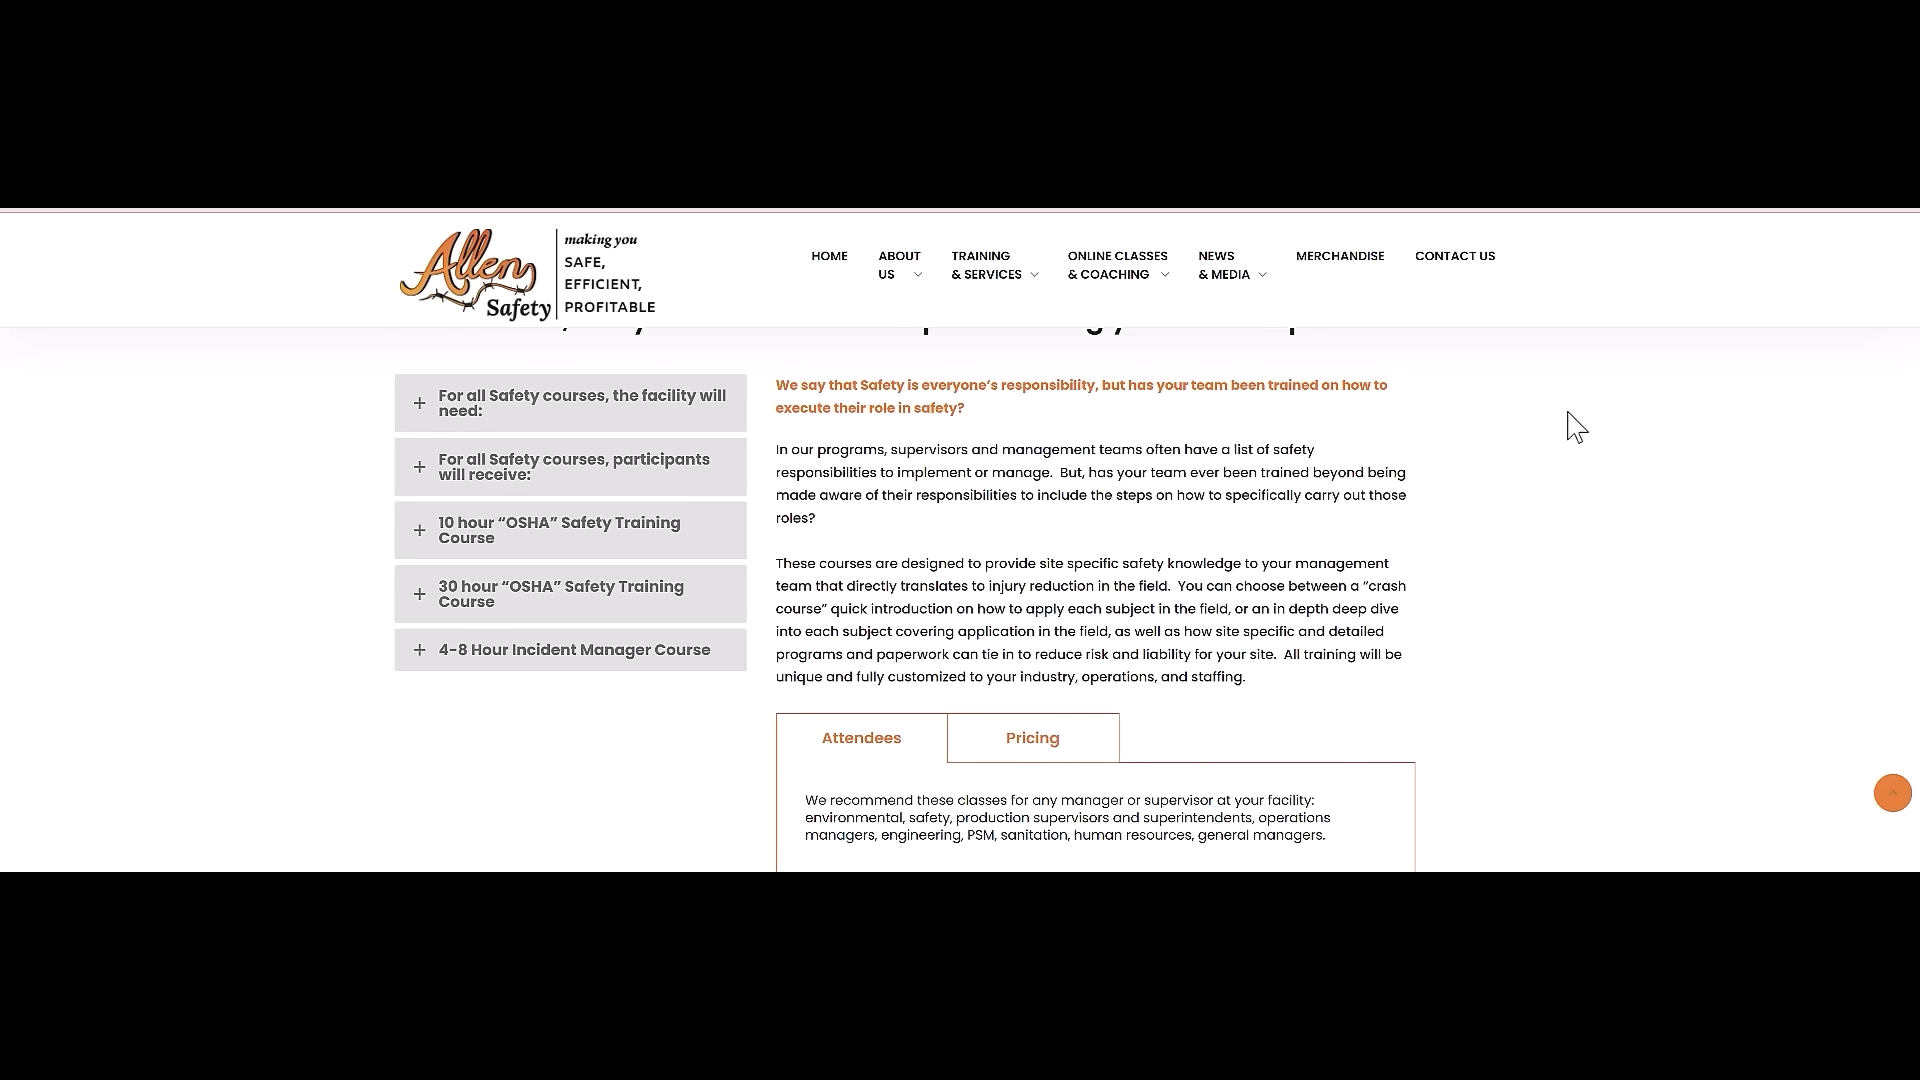 Allen
Safety
making you
SAFE,
EFFICIENT,
PROFITABLE
HOME
ABOUT
US
TRAINING
& SERVICES
ONLINE CLASSES
& COACHING
NEWS
& MEDIA
MERCHANDISE
CONTACT US
+ For all Safety courses, the facility will
need:
+ For all Safety courses, participants
will receive:
+ 10 hour “OSHA” Safety Training
Course
+ 30 hour “OSHA” Safety Training
Course
+ 4-8 Hour Incident Manager Course
We say that Safety is everyone’s responsibility, but has your team been trained on how to
execute their role in safety?
In our programs, supervisors and management teams often have a list of safety
responsibilities to implement or manage.  But, has your team ever been trained beyond being
made aware of their responsibilities to include the steps on how to specifically carry out those
roles?
These courses are designed to provide site specific safety knowledge to your management
team that directly translates to injury reduction in the field.  You can choose between a “crash
course” quick introduction on how to apply each subject in the field, or an in depth deep dive
into each subject covering application in the field, as well as how site specific and detailed
programs and paperwork can tie in to reduce risk and liability for your site.  All training will be
unique and fully customized to your industry, operations, and staffing.
Attendees
Pricing
We recommend these classes for any manager or supervisor at your facility:
environmental, safety, production supervisors and superintendents, operations
managers, engineering, PSM, sanitation, human resources, general managers.